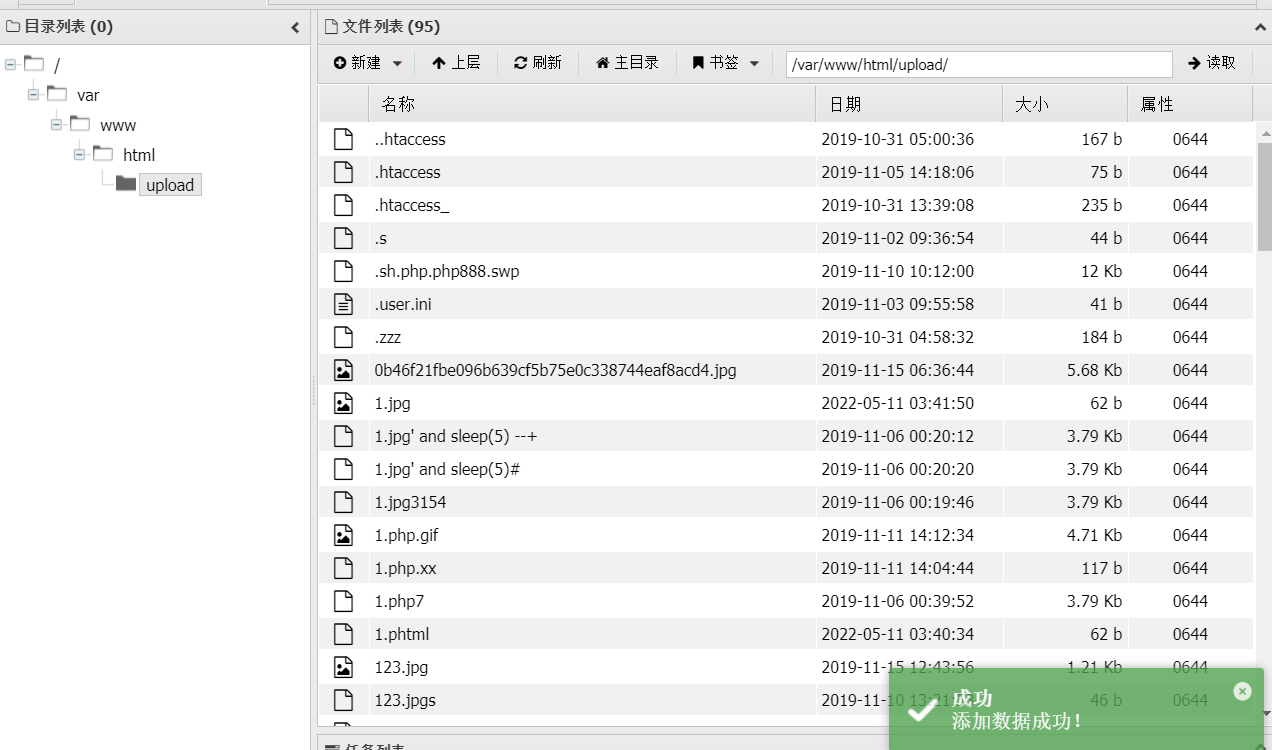 目录列表 (0)
/
var
www
html
upload
文件列表 (95)
新建 上层 刷新 主目录 书签 /var/www/html/upload/ 读取
名称 日期 大小 属性
..htaccess 2019-10-31 05:00:36 167 b 0644
.htaccess 2019-11-05 14:18:06 75 b 0644
.htaccess_ 2019-10-31 13:39:08 235 b 0644
.s 2019-11-02 09:36:54 44 b 0644
.sh.php.php888.swp 2019-11-10 10:12:00 12 Kb 0644
.user.ini 2019-11-03 09:55:58 41 b 0644
.zzz 2019-10-31 04:58:32 184 b 0644
0b46f21fbe096b639cf5b75e0c338744eaf8acd4.jpg 2019-11-15 06:36:44 5.68 Kb 0644
1.jpg 2022-05-11 03:41:50 62 b 0644
1.jpg' and sleep(5) --+ 2019-11-06 00:20:12 3.79 Kb 0644
1.jpg' and sleep(5)# 2019-11-06 00:20:20 3.79 Kb 0644
1.jpg3154 2019-11-06 00:19:46 3.79 Kb 0644
1.php.gif 2019-11-11 14:12:34 4.71 Kb 0644
1.php.xx 2019-11-11 14:04:44 117 b 0644
1.php7 2019-11-06 00:39:52 3.79 Kb 0644
1.phtml 2022-05-11 03:40:34 62 b 0644
123.jpg 2019-11-15 12:43:56 1.21 Kb 0644
123.jpgs 2019-11-10 46 b 0644
成功
添加数据成功！
任务列表